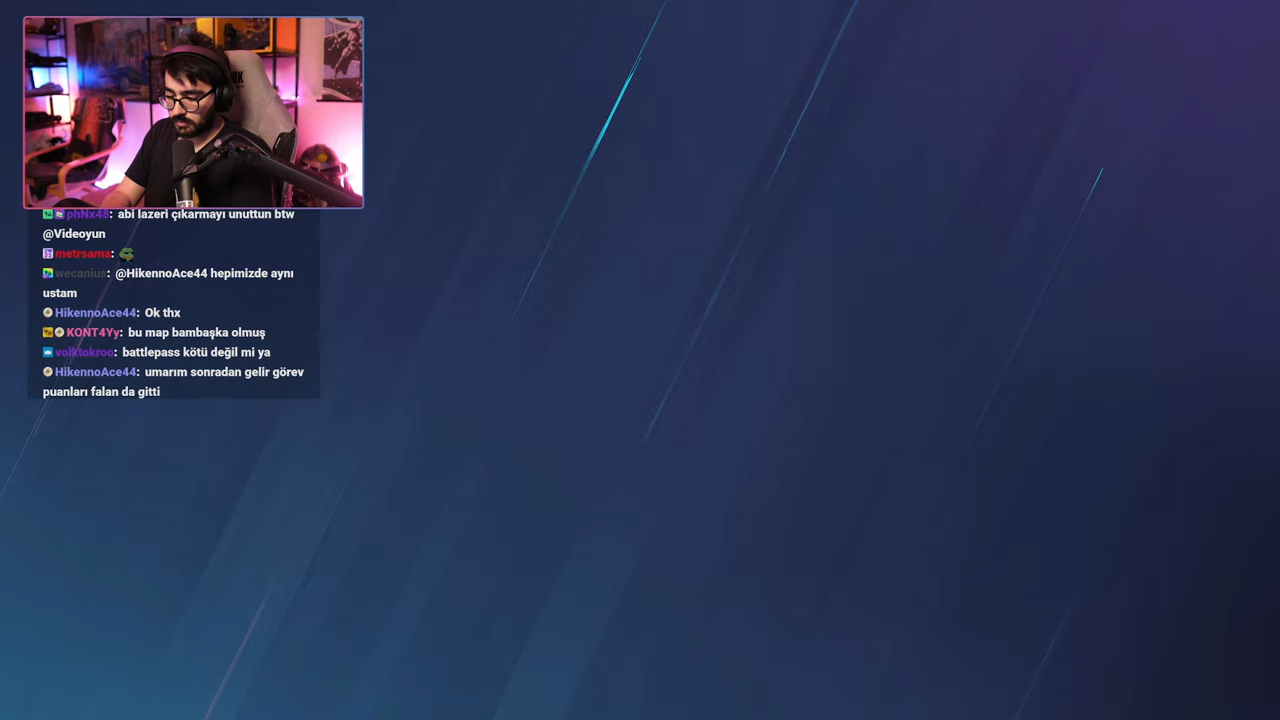 phNx48: abi lazeri çıkarmayı unuttun btw
@Videoyun
metrsama:
wecanius: @HikennoAce44 hepimizde aynı
ustam
HikennoAce44: Ok thx
KONT4Yy: bu map bambaşka olmuş
volktokroo: battlepass kötü değil mi ya
HikennoAce44: umarım sonradan gelir görev
puanları falan da gitti